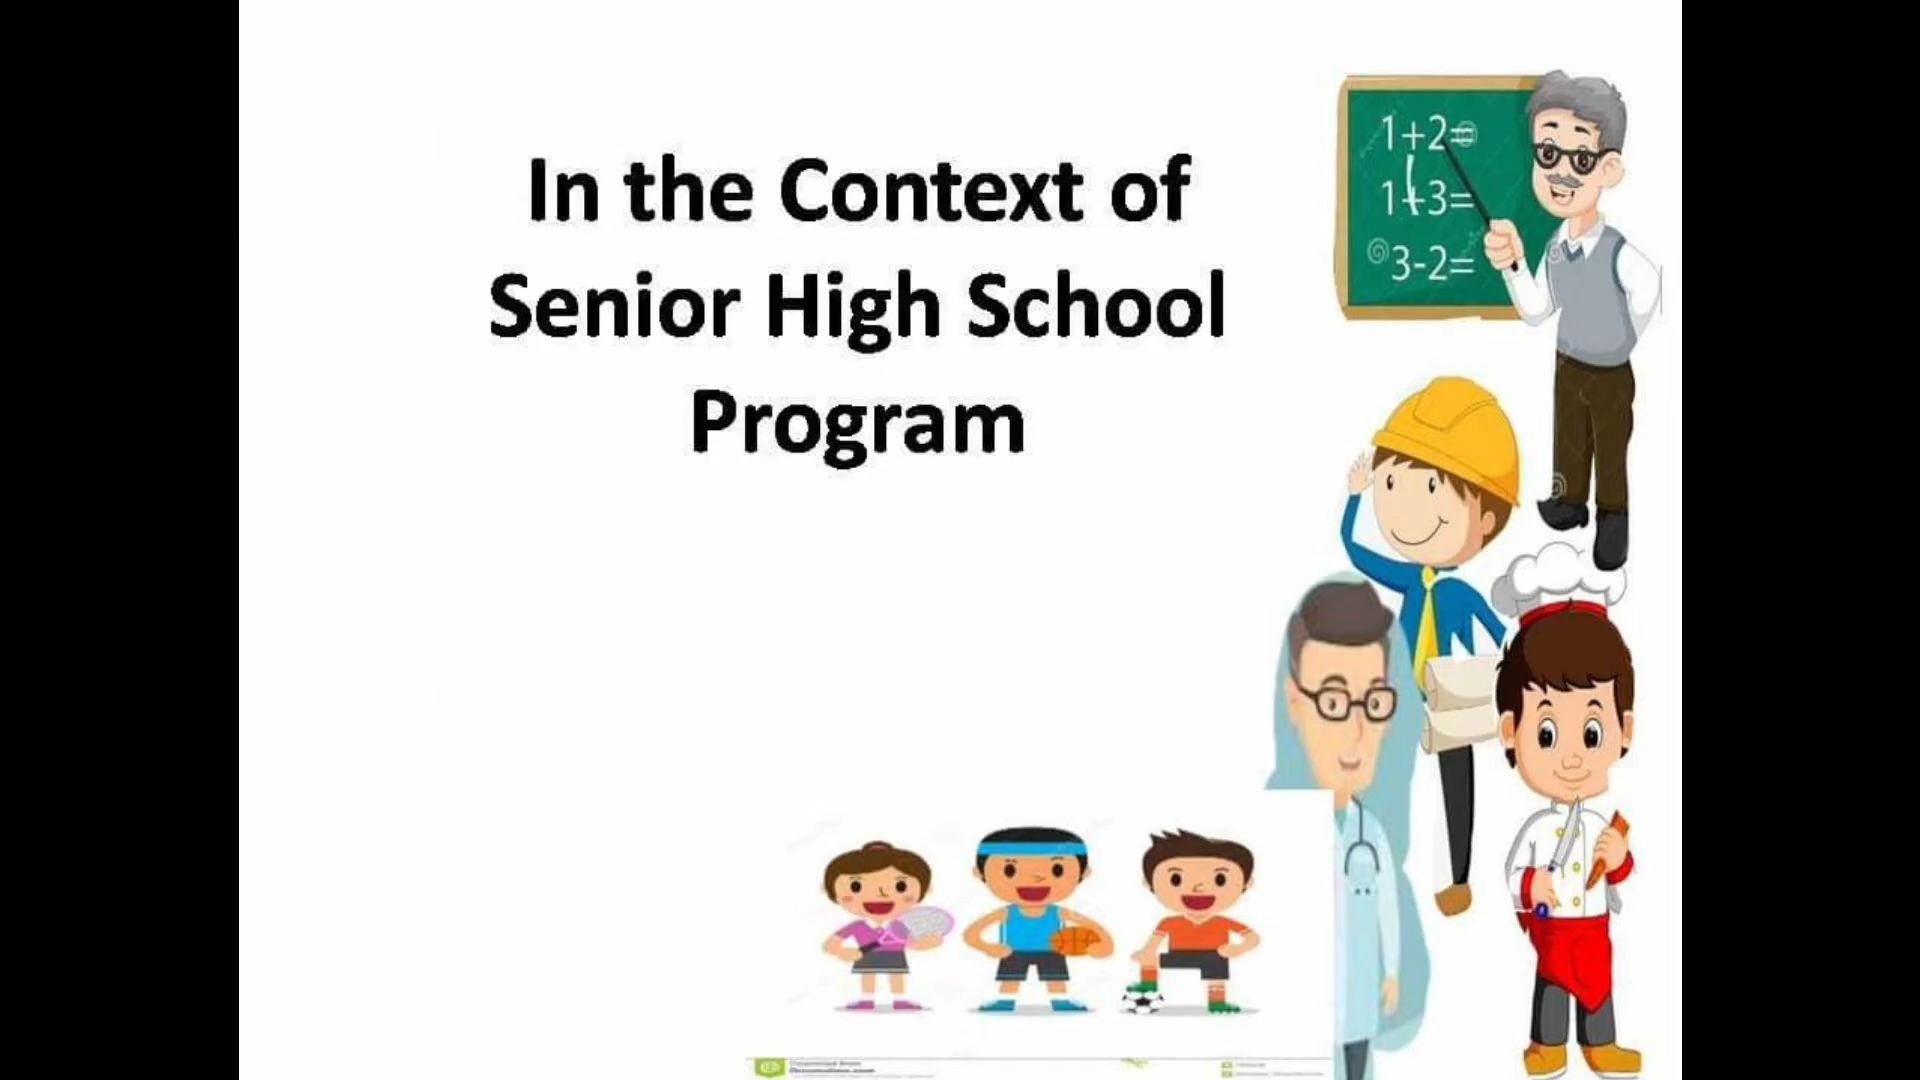 In the Context of
Senior High School
Program
1+2=
1+3=
3-2=